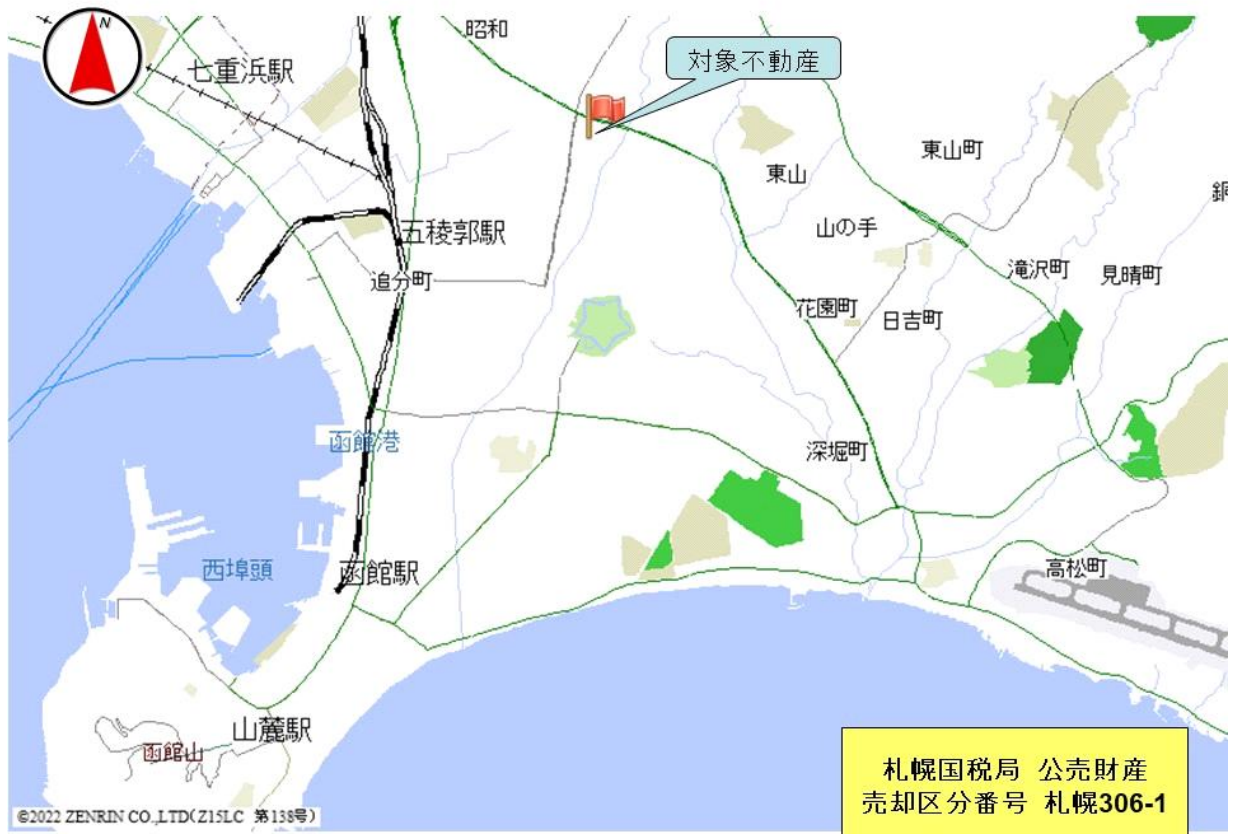 N
昭和
七重浜駅
対象不動産
東山
東山町
銅
山の手
五稜郭駅
追分町
滝沢町
見晴町
花園町
日吉町
函館港
深堀町
西埠頭
函館駅
高松町
山麓駅
函館山
札幌国税局 公売財産
売却区分番号 札幌306-1
©2022 ZENRIN CO.,LTD(Z15LC 第138号)